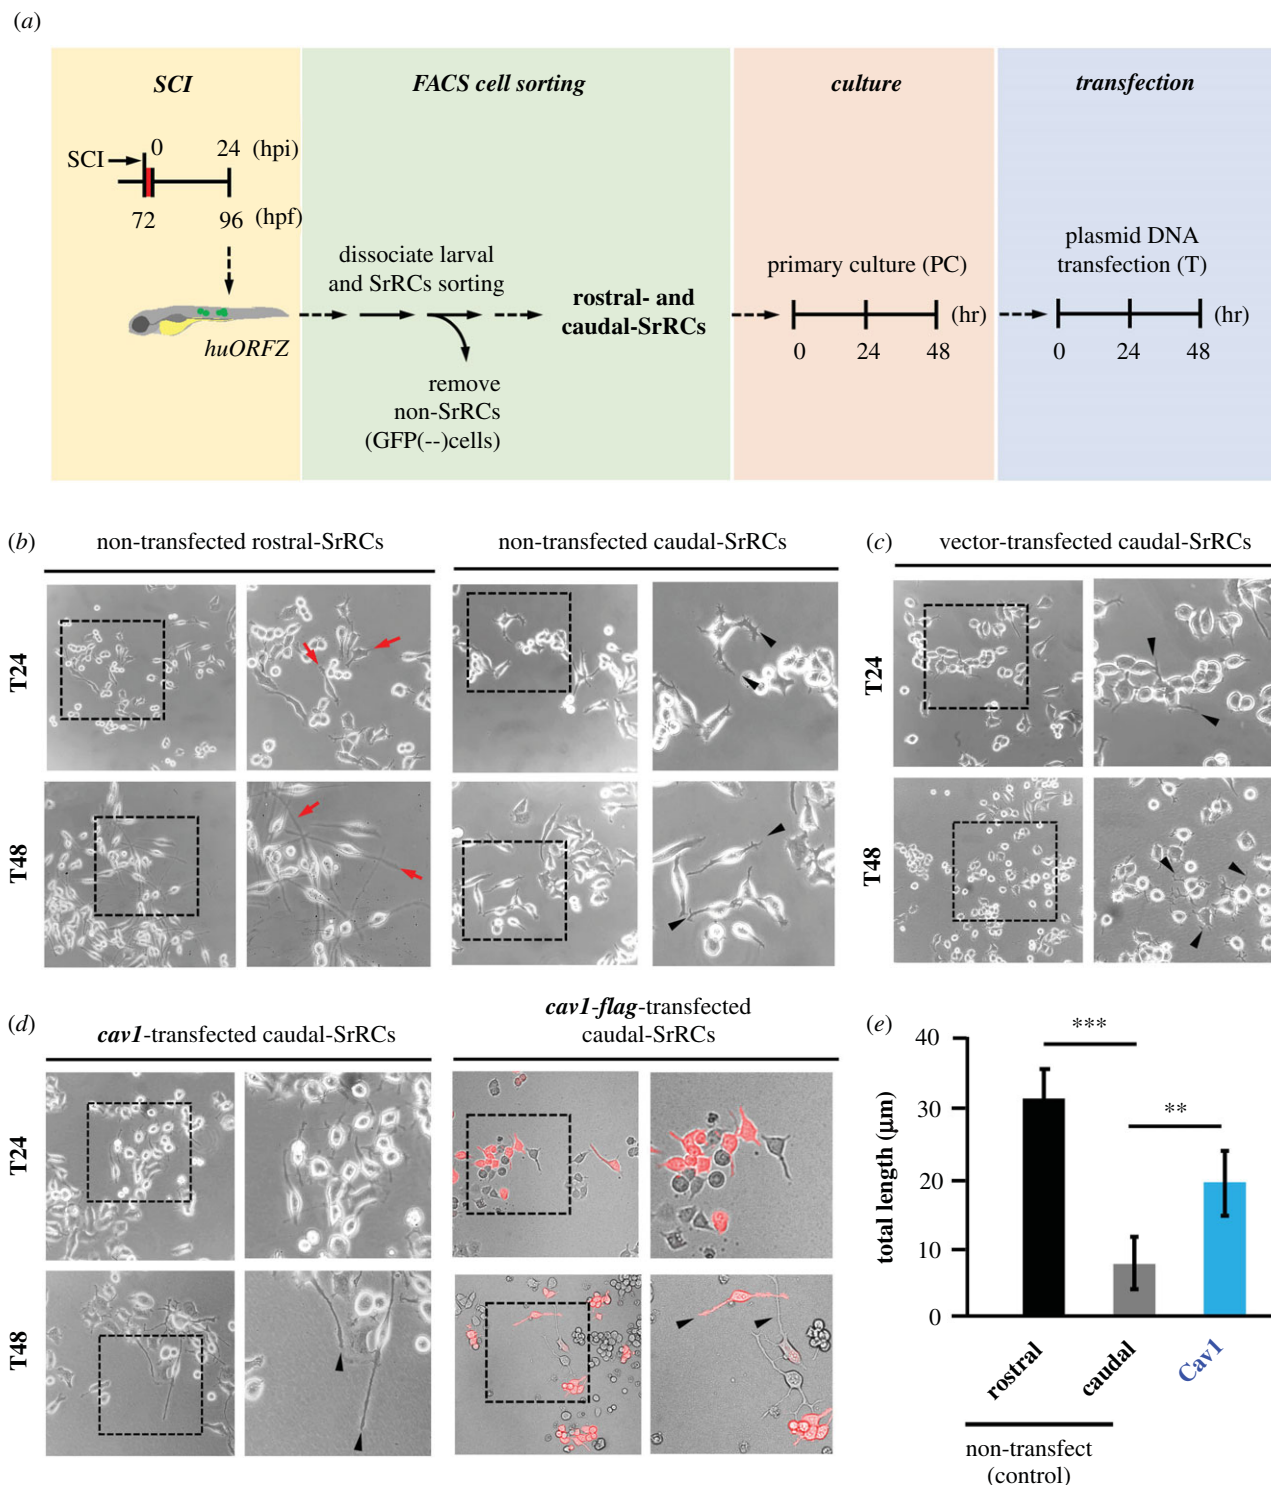 (a)
SCI
FACS cell sorting
culture
transfection
SCI
0
24
(hpi)
72
96
(hpf)
huORFZ
dissociate larval
and SrRCs sorting
remove
non-SrRCs
(GFP(--)cells)
rostral- and
caudal-SrRCs
primary culture (PC)
(hr)
0
24
48
plasmid DNA
transfection (T)
(hr)
0
24
48
(b)
non-transfected rostral-SrRCs
non-transfected caudal-SrRCs
T24
T48
(c)
vector-transfected caudal-SrRCs
T24
T48
(d)
cav1-transfected caudal-SrRCs
cav1-flag-transfected
caudal-SrRCs
T24
T48
(e)
total length (µm)
40
30
20
10
0
***
**
rostral
caudal
Cav1
non-transfect
(control)